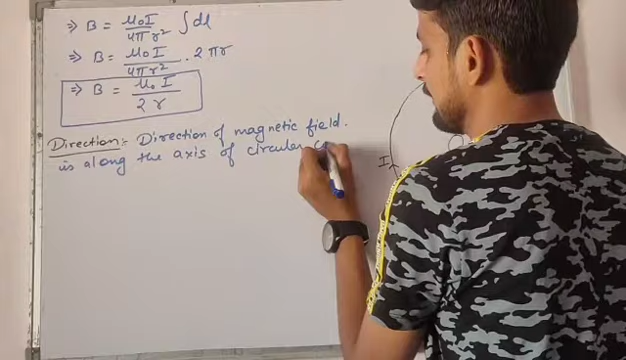 ⇒ B = μ₀I / 4πr² ∫dl
⇒ B = μ₀I / 4πr² . 2πr
⇒ B = μ₀I / 2r
Direction:- Direction of magnetic field.
is along the axis of circular
I